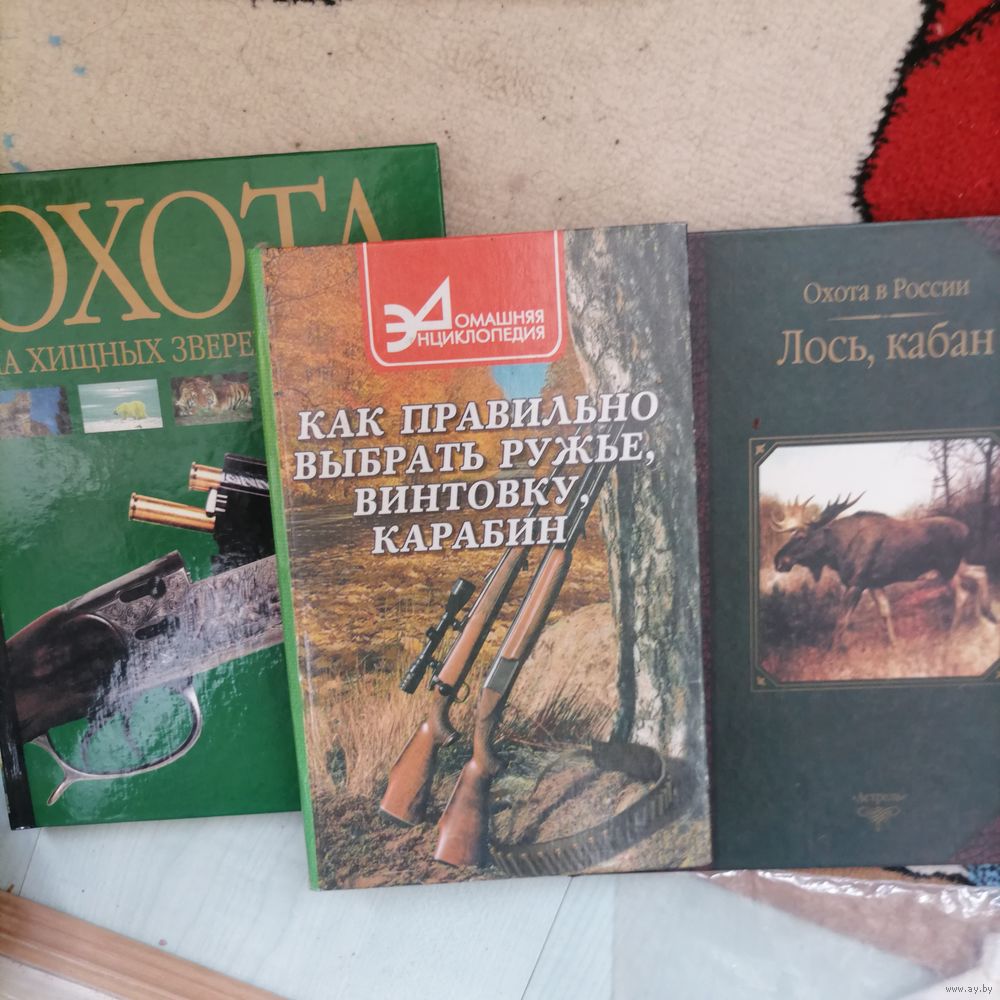 ОХОТА
НА ХИЩНЫХ ЗВЕРЕ
ДОМАШНЯЯ
ЭНЦИКЛОПЕДИЯ
КАК ПРАВИЛЬНО
ВЫБРАТЬ РУЖЬЕ,
ВИНТОВКУ,
КАРАБИН
Охота в России
Лось, кабан
«Астрель»
www.ay.by